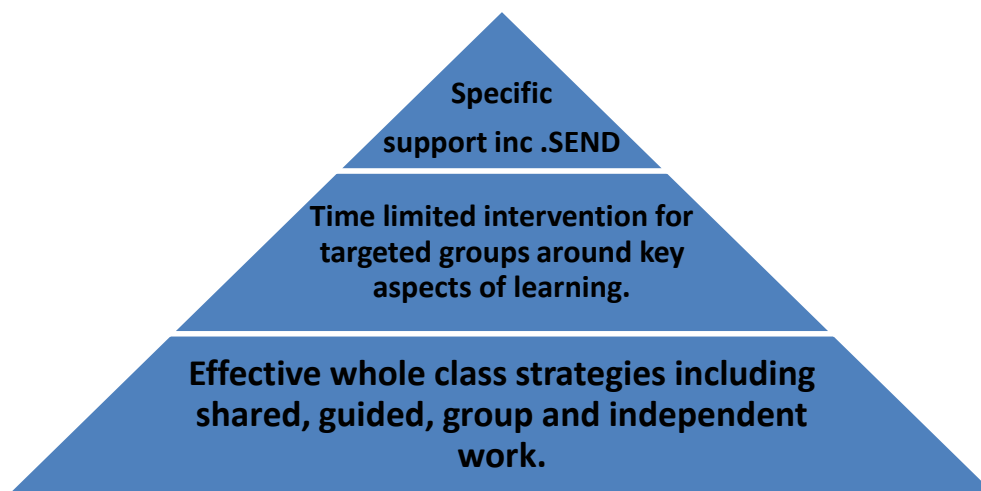 Specific
support inc .SEND
Time limited intervention for
targeted groups around key
aspects of learning.
Effective whole class strategies including
shared, guided, group and independent
work.